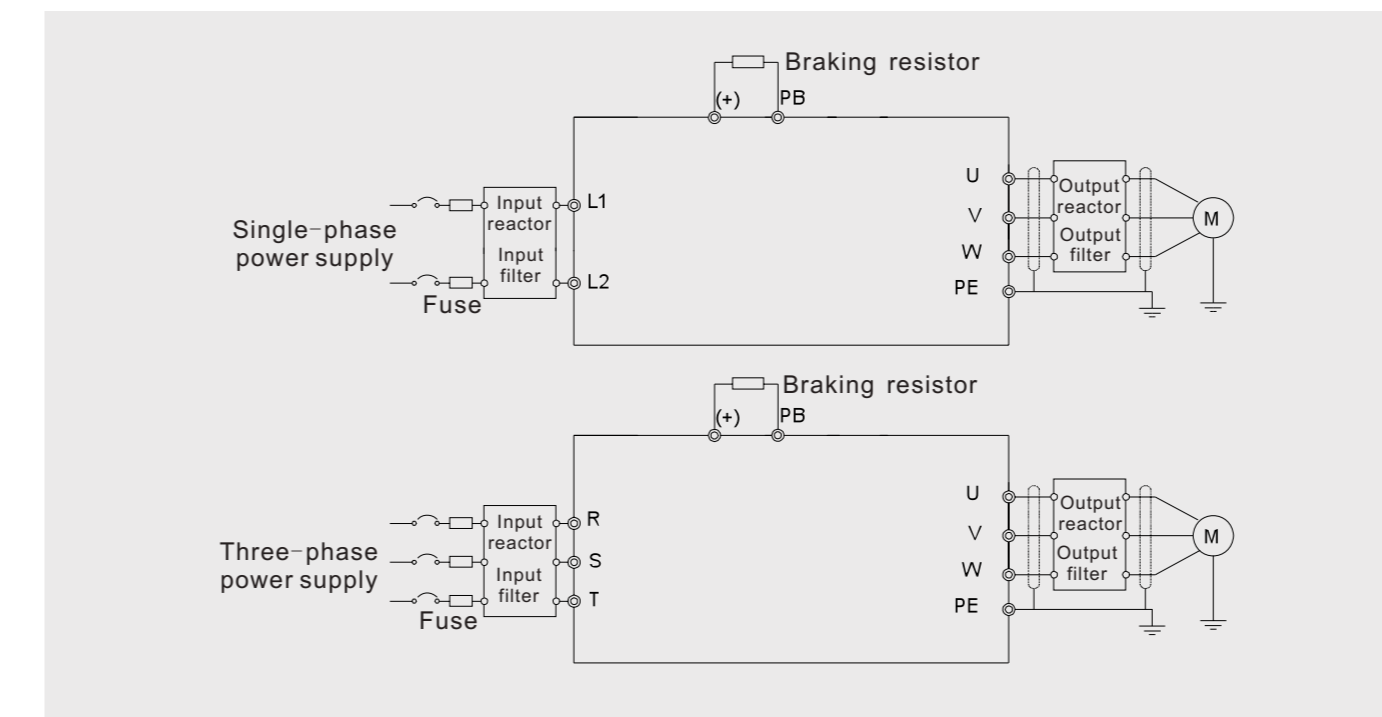 Braking resistor
(+) PB
U
Output
reactor
Output
filter
V
W
PE
M
Input
reactor
Input
filter
L1
L2
Single-phase
power supply
Fuse
Braking resistor
(+) PB
U
Output
reactor
Output
filter
V
W
PE
M
Input
reactor
Input
filter
R
S
T
Three-phase
power supply
Fuse